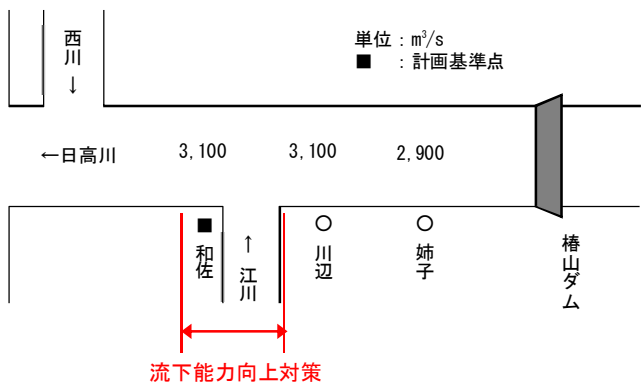 西川
↓
単位：m³/s
■ ：計画基準点
←日高川 3,100 3,100 2,900
■ 和佐
↑ 江川
○ 川辺
○ 姉子
椿山ダム
流下能力向上対策